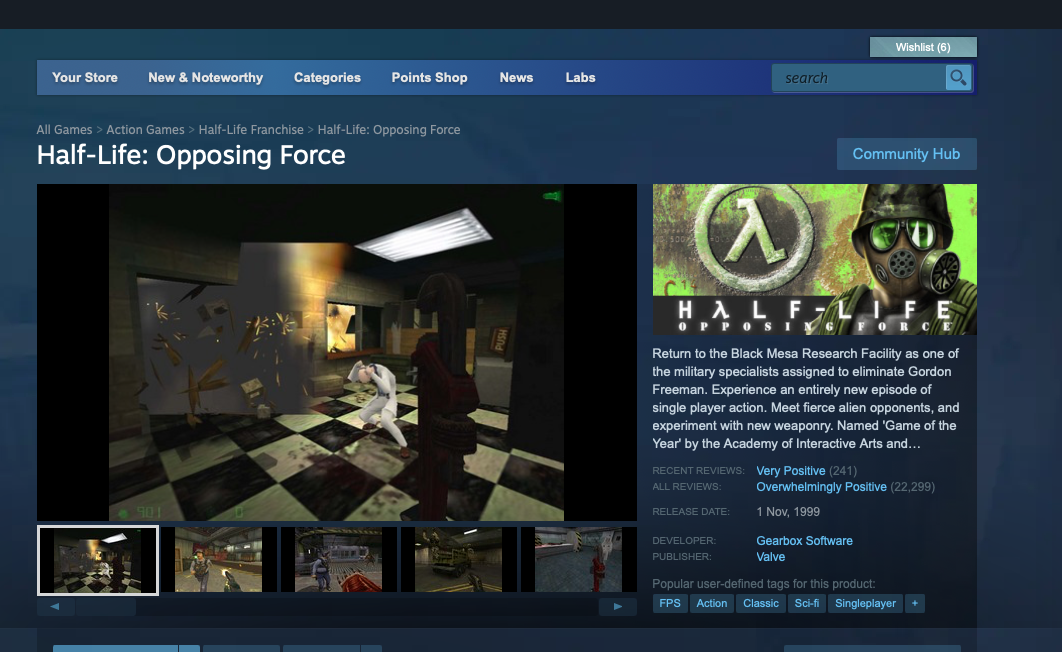 Wishlist (6)
Your Store New & Noteworthy Categories Points Shop News Labs search
All Games > Action Games > Half-Life Franchise > Half-Life: Opposing Force
Half-Life: Opposing Force
Community Hub
PUSH
HλLF-LIFE
OPPOSING FORCE
Return to the Black Mesa Research Facility as one of
the military specialists assigned to eliminate Gordon
Freeman. Experience an entirely new episode of
single player action. Meet fierce alien opponents, and
experiment with new weaponry. Named 'Game of the
Year' by the Academy of Interactive Arts and…
RECENT REVIEWS: Very Positive (241)
ALL REVIEWS: Overwhelmingly Positive (22,299)
RELEASE DATE: 1 Nov, 1999
DEVELOPER: Gearbox Software
PUBLISHER: Valve
Popular user-defined tags for this product:
FPS Action Classic Sci-fi Singleplayer +